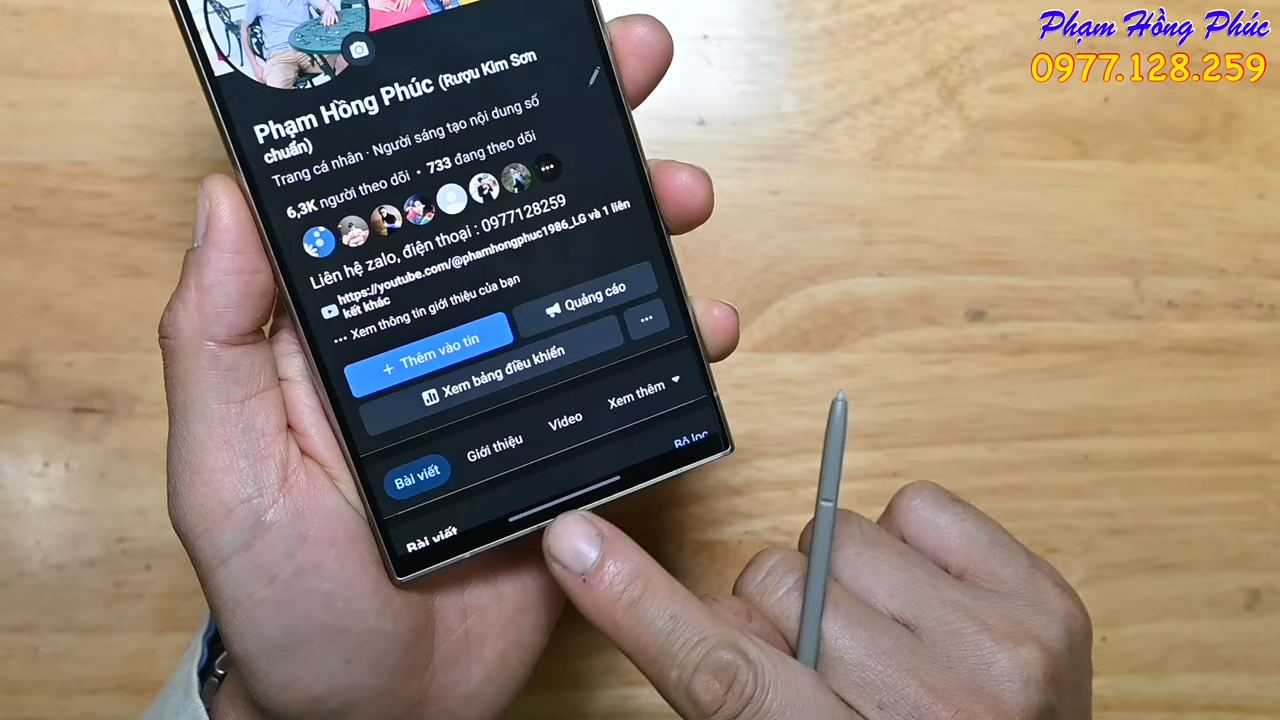 Phạm Hồng Phúc
0977.128.259
Phạm Hồng Phúc (Rượu Kim Sơn
chuẩn)
Trang cá nhân · Người sáng tạo nội dung số
6,3K người theo dõi • 733 đang theo dõi
Liên hệ zalo, điện thoại : 0977128259
https://youtube.com/@phamhongphuc1986_LG và 1 liên
kết khác
••• Xem thông tin giới thiệu của bạn
+ Thêm vào tin
Quảng cáo
Xem bảng điều khiển
Bài viết
Giới thiệu
Video
Xem thêm
Bộ lọc
Bài viết